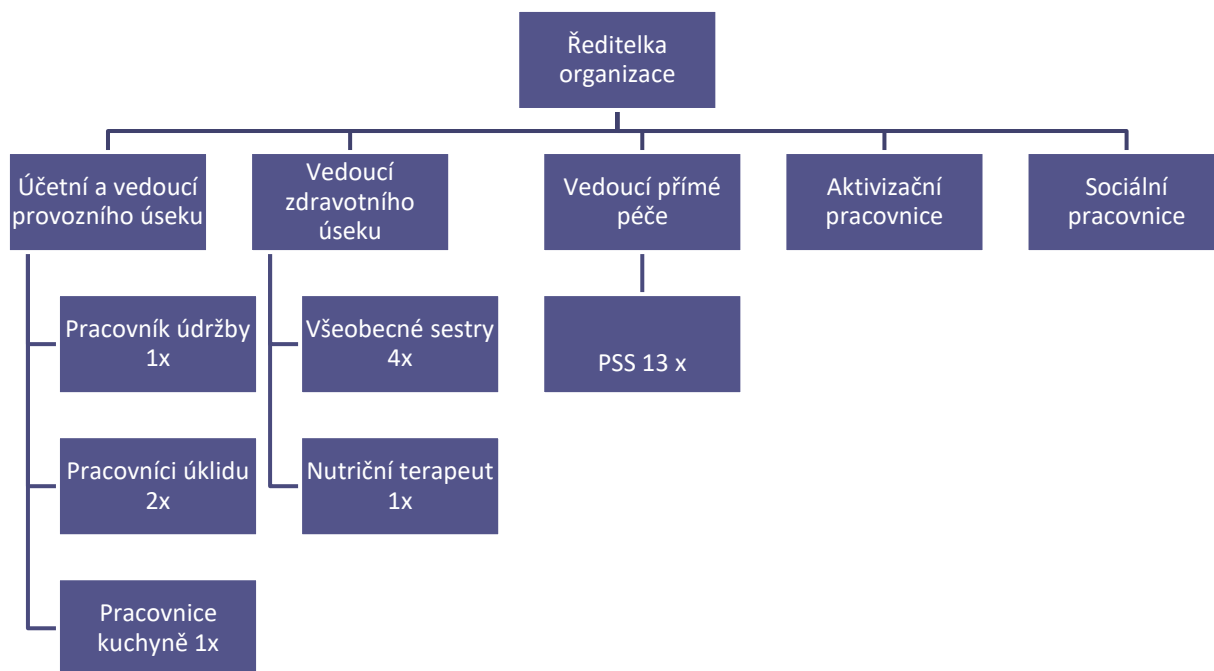 Ředitelka
organizace
Účetní a vedoucí
provozního úseku
Vedoucí
zdravotního
úseku
Vedoucí přímé
péče
Aktivizační
pracovnice
Sociální
pracovnice
Pracovník údržby
1x
Všeobecné sestry
4x
PSS 13 x
Pracovníci úklidu
2x
Nutriční terapeut
1x
Pracovnice
kuchyně 1x